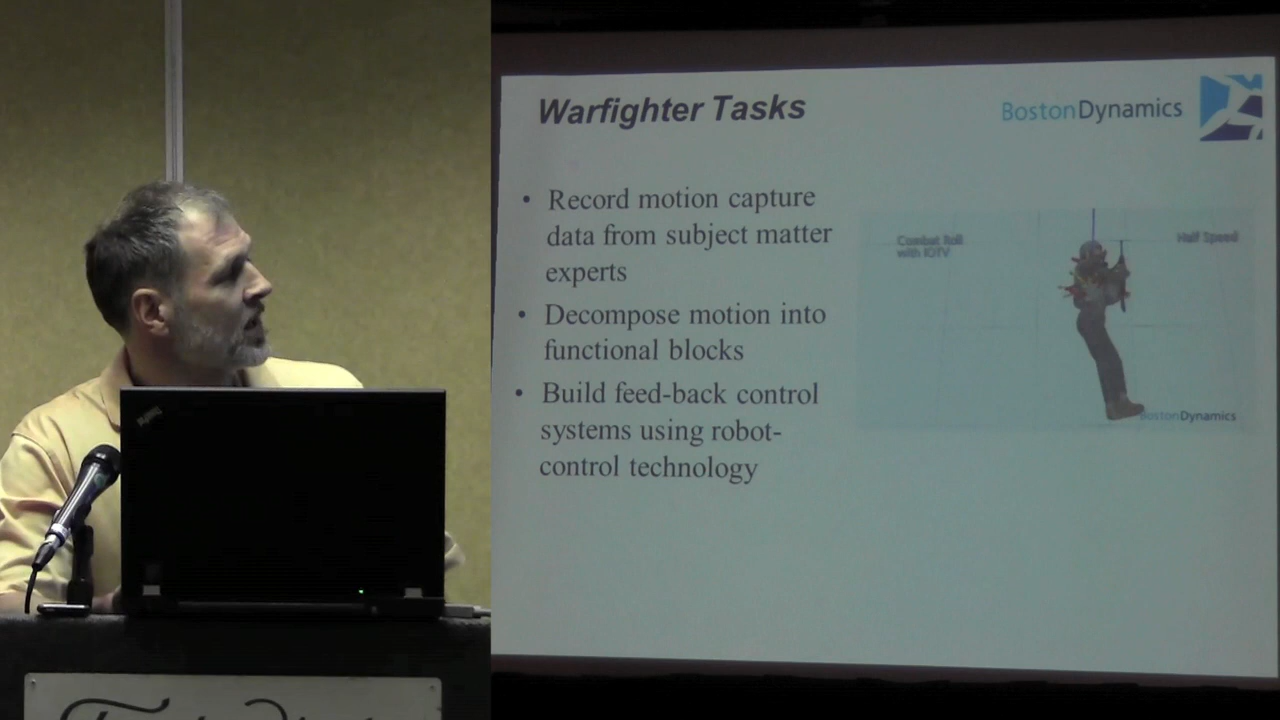 Warfighter Tasks
BostonDynamics
• Record motion capture
data from subject matter
experts
• Decompose motion into
functional blocks
• Build feed-back control
systems using robot-
control technology
Combat Roll
with IOTV
Half Speed
BostonDynamics